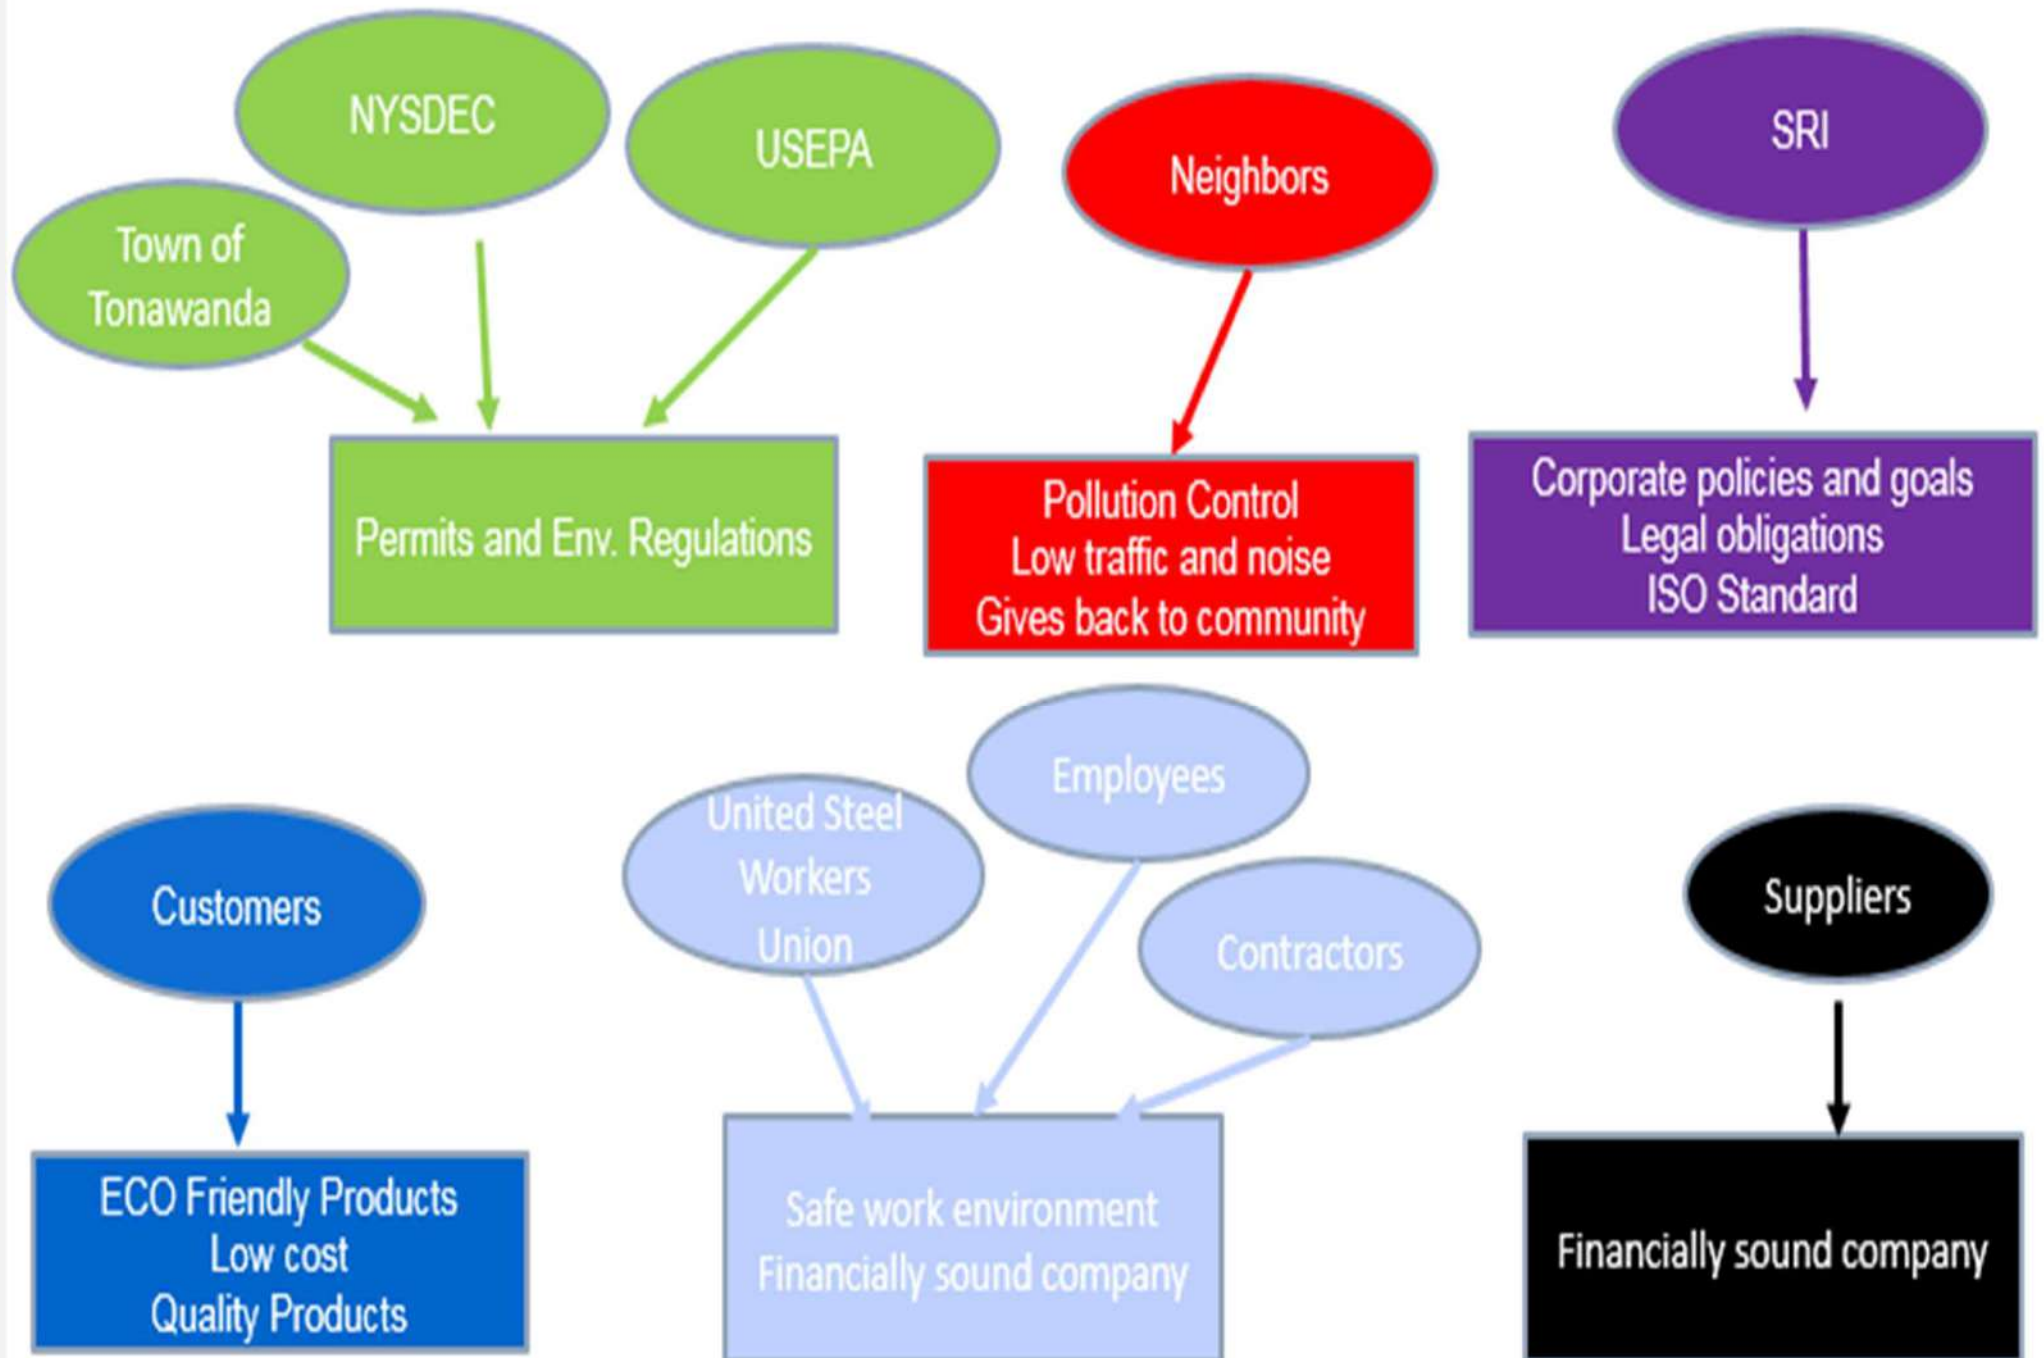 NYSDEC
USEPA
Neighbors
SRI
Town of
Tonawanda
Permits and Env. Regulations
Pollution Control
Low traffic and noise
Gives back to community
Corporate policies and goals
Legal obligations
ISO Standard
Customers
United Steel
Workers
Union
Employees
Contractors
Suppliers
ECO Friendly Products
Low cost
Quality Products
Safe work environment
Financially sound company
Financially sound company